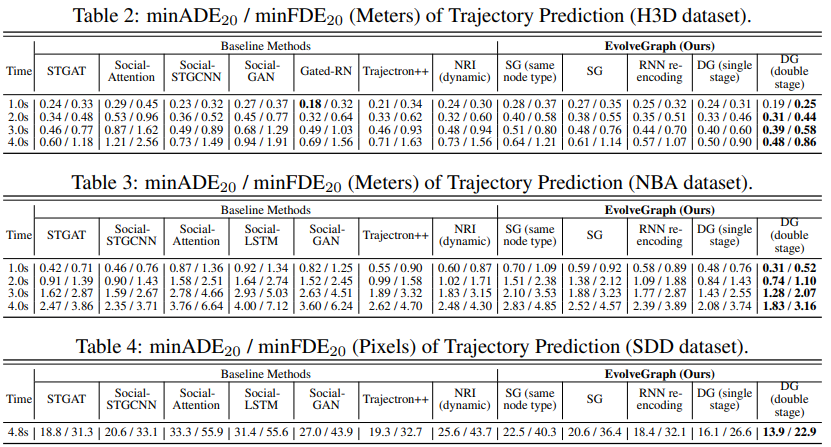 Table 2: minADE20 / minFDE20 (Meters) of Trajectory Prediction (H3D dataset).
Baseline Methods EvolveGraph (Ours)
Time STGAT Social-Attention Social-STGCNN Social-GAN Gated-RN Trajectron++ NRI (dynamic) SG (same node type) SG RNN re-encoding DG (single stage) DG (double stage)
1.0s 0.24 / 0.33 0.29 / 0.45 0.23 / 0.32 0.27 / 0.37 0.18 / 0.32 0.21 / 0.34 0.24 / 0.30 0.28 / 0.37 0.27 / 0.35 0.25 / 0.32 0.24 / 0.31 0.19 / 0.25
2.0s 0.34 / 0.48 0.53 / 0.96 0.36 / 0.52 0.45 / 0.77 0.32 / 0.64 0.33 / 0.62 0.32 / 0.60 0.40 / 0.58 0.38 / 0.55 0.35 / 0.51 0.33 / 0.46 0.31 / 0.44
3.0s 0.46 / 0.77 0.87 / 1.62 0.49 / 0.89 0.68 / 1.29 0.49 / 1.03 0.46 / 0.93 0.48 / 0.94 0.51 / 0.80 0.48 / 0.76 0.44 / 0.70 0.40 / 0.60 0.39 / 0.58
4.0s 0.60 / 1.18 1.21 / 2.56 0.73 / 1.49 0.94 / 1.91 0.69 / 1.56 0.71 / 1.63 0.73 / 1.56 0.64 / 1.21 0.61 / 1.14 0.57 / 1.07 0.50 / 0.90 0.48 / 0.86
Table 3: minADE20 / minFDE20 (Meters) of Trajectory Prediction (NBA dataset).
Baseline Methods EvolveGraph (Ours)
Time STGAT Social-STGCNN Social-Attention Social-LSTM Social-GAN Trajectron++ NRI (dynamic) SG (same node type) SG RNN re-encoding DG (single stage) DG (double stage)
1.0s 0.42 / 0.71 0.46 / 0.76 0.87 / 1.36 0.92 / 1.34 0.82 / 1.25 0.55 / 0.90 0.60 / 0.87 0.70 / 1.09 0.59 / 0.92 0.58 / 0.89 0.48 / 0.76 0.31 / 0.52
2.0s 0.91 / 1.39 0.90 / 1.43 1.58 / 2.51 1.64 / 2.74 1.52 / 2.45 0.99 / 1.58 1.02 / 1.71 1.51 / 2.38 1.38 / 2.12 1.09 / 1.88 0.84 / 1.43 0.74 / 1.10
3.0s 1.62 / 2.87 1.59 / 2.67 2.78 / 4.66 2.93 / 5.03 2.63 / 4.51 1.89 / 3.32 1.83 / 3.15 2.10 / 3.53 1.88 / 3.23 1.77 / 2.87 1.43 / 2.55 1.28 / 2.07
4.0s 2.47 / 3.86 2.35 / 3.71 3.76 / 6.64 4.00 / 7.12 3.60 / 6.24 2.62 / 4.70 2.48 / 4.30 2.83 / 4.85 2.52 / 4.57 2.39 / 3.89 2.08 / 3.74 1.83 / 3.16
Table 4: minADE20 / minFDE20 (Pixels) of Trajectory Prediction (SDD dataset).
Baseline Methods EvolveGraph (Ours)
Time STGAT Social-STGCNN Social-Attention Social-LSTM Social-GAN Trajectron++ NRI (dynamic) SG (same node type) SG RNN re-encoding DG (single stage) DG (double stage)
4.8s 18.8 / 31.3 20.6 / 33.1 33.3 / 55.9 31.4 / 55.6 27.0 / 43.9 19.3 / 32.7 25.6 / 43.7 22.5 / 40.3 20.6 / 36.4 18.4 / 32.1 16.1 / 26.6 13.9 / 22.9